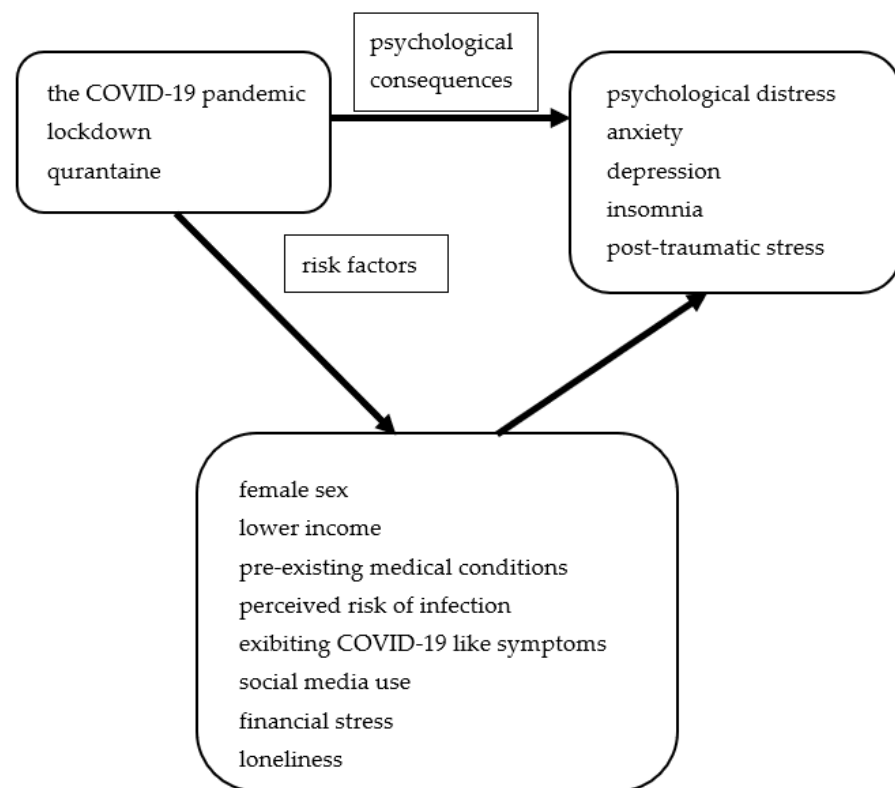 psychological
consequences
the COVID-19 pandemic
lockdown
qurantaine
psychological distress
anxiety
depression
insomnia
post-traumatic stress
risk factors
female sex
lower income
pre-existing medical conditions
perceived risk of infection
exibiting COVID-19 like symptoms
social media use
financial stress
loneliness